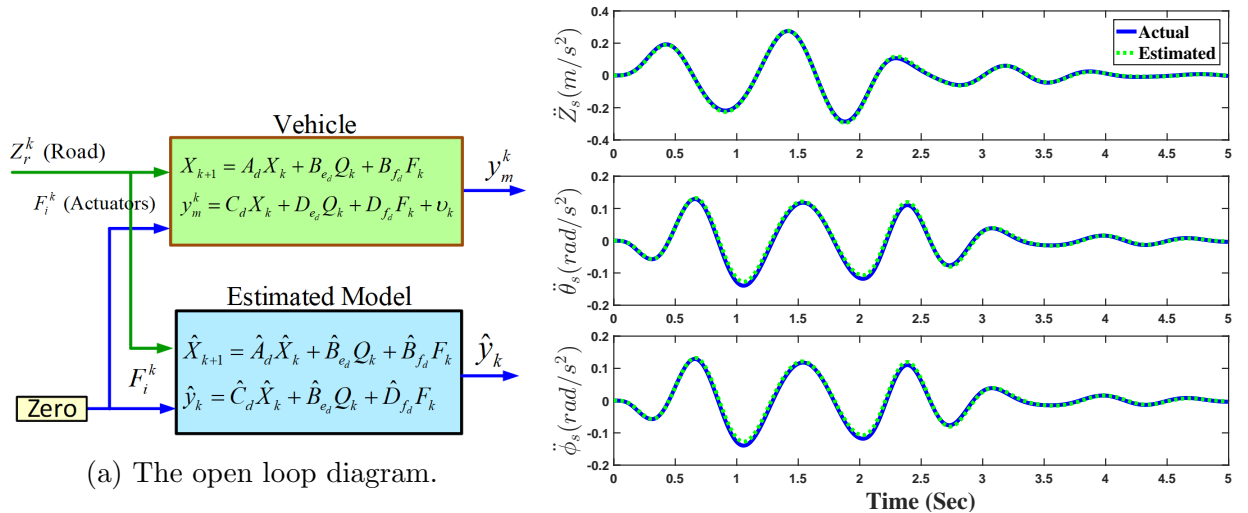 Vehicle
Z_r^k (Road)
X_{k+1} = A_d X_k + B_{e_d} Q_k + B_{f_d} F_k
y_m^k = C_d X_k + D_{e_d} Q_k + D_{f_d} F_k + υ_k
y_m^k
F_i^k (Actuators)
Estimated Model
X̂_{k+1} = Â_d X̂_k + B̂_{e_d} Q_k + B̂_{f_d} F_k
ŷ_k = Ĉ_d X̂_k + B̂_{e_d} Q_k + D̂_{f_d} F_k
ŷ_k
F_i^k
Zero
(a) The open loop diagram.
Z̈_s(m/s²)
0.4
0.2
0
-0.2
-0.4
Actual
Estimated
0 0.5 1 1.5 2 2.5 3 3.5 4 4.5 5
θ̈_s(rad/s²)
0.2
0.1
0
-0.1
-0.2
0 0.5 1 1.5 2 2.5 3 3.5 4 4.5 5
φ̈_s(rad/s²)
0.2
0.1
0
-0.1
-0.2
0 0.5 1 1.5 2 2.5 3 3.5 4 4.5 5
Time (Sec)